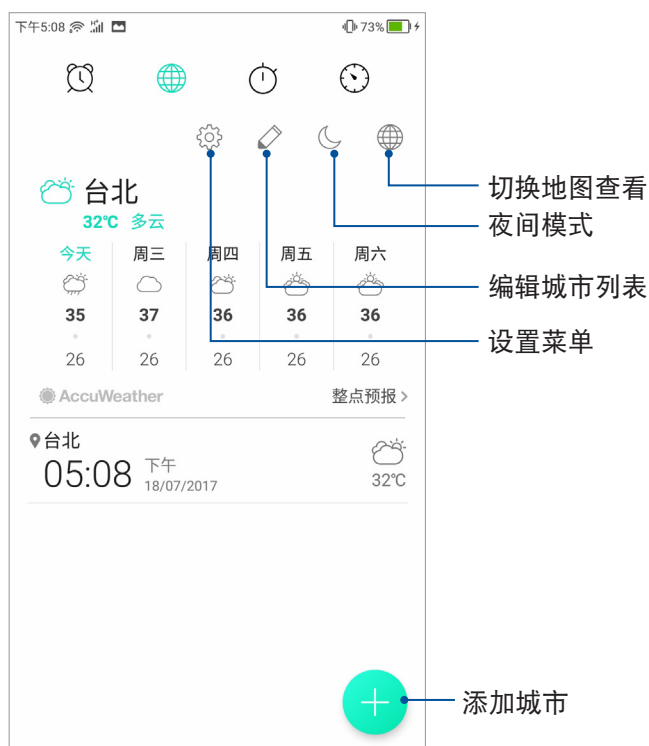 下午5:08 73%
切换地图查看
夜间模式
编辑城市列表
设置菜单
台北
32℃ 多云
今天 周三 周四 周五 周六
35 37 36 36 36
26 26 26 26 26
AccuWeather 整点预报 >
台北
05:08 下午
18/07/2017
32℃
添加城市